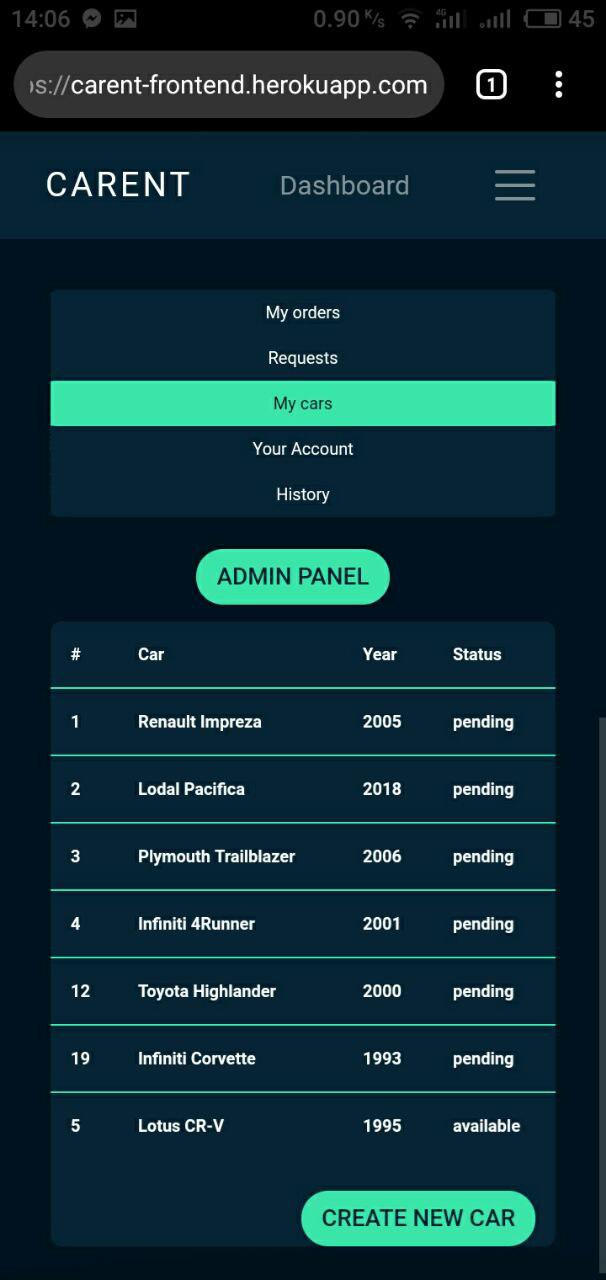 14:06 0.90 K/s 4G 45
ps://carent-frontend.herokuapp.com 1
CARENT Dashboard
My orders
Requests
My cars
Your Account
History
ADMIN PANEL
# Car Year Status
1 Renault Impreza 2005 pending
2 Lodal Pacifica 2018 pending
3 Plymouth Trailblazer 2006 pending
4 Infiniti 4Runner 2001 pending
12 Toyota Highlander 2000 pending
19 Infiniti Corvette 1993 pending
5 Lotus CR-V 1995 available
CREATE NEW CAR